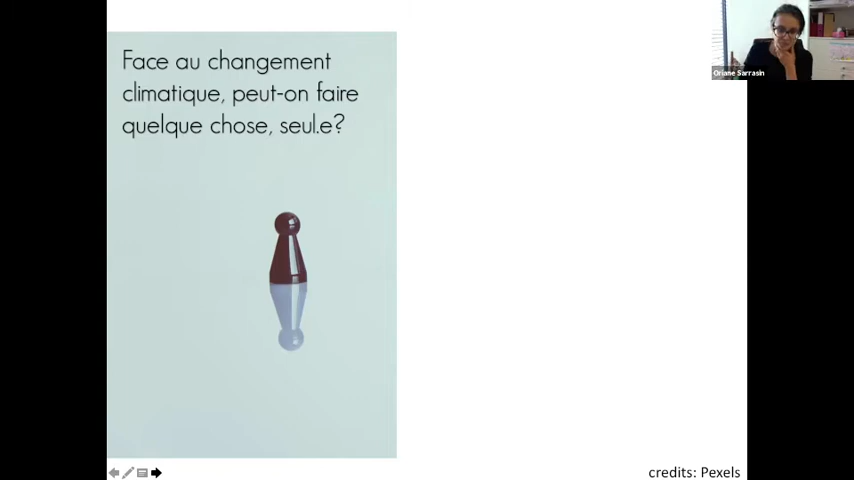 Face au changement
climatique, peut-on faire
quelque chose, seul.e?
Oriane Sarrasin
credits: Pexels